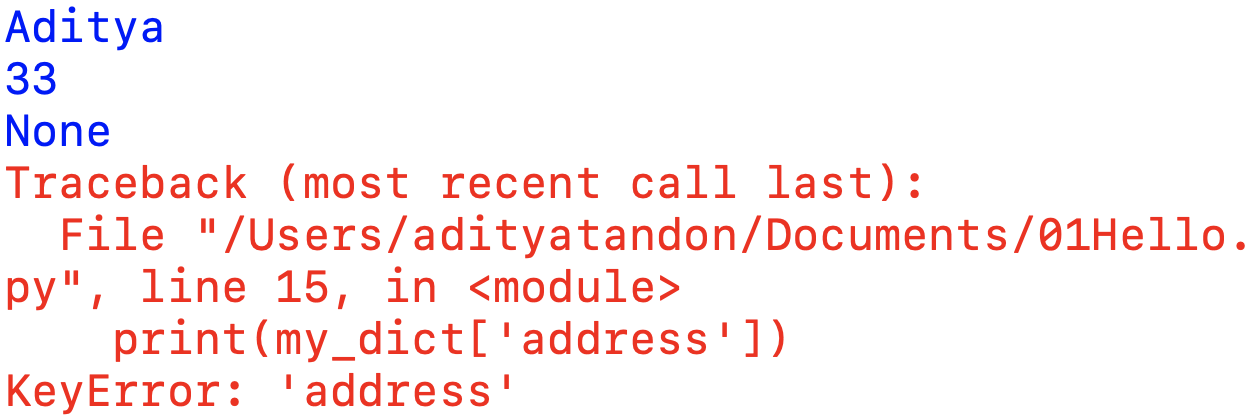 Aditya
33
None
Traceback (most recent call last):
  File "/Users/adityatandon/Documents/01Hello.
py", line 15, in <module>
    print(my_dict['address'])
KeyError: 'address'